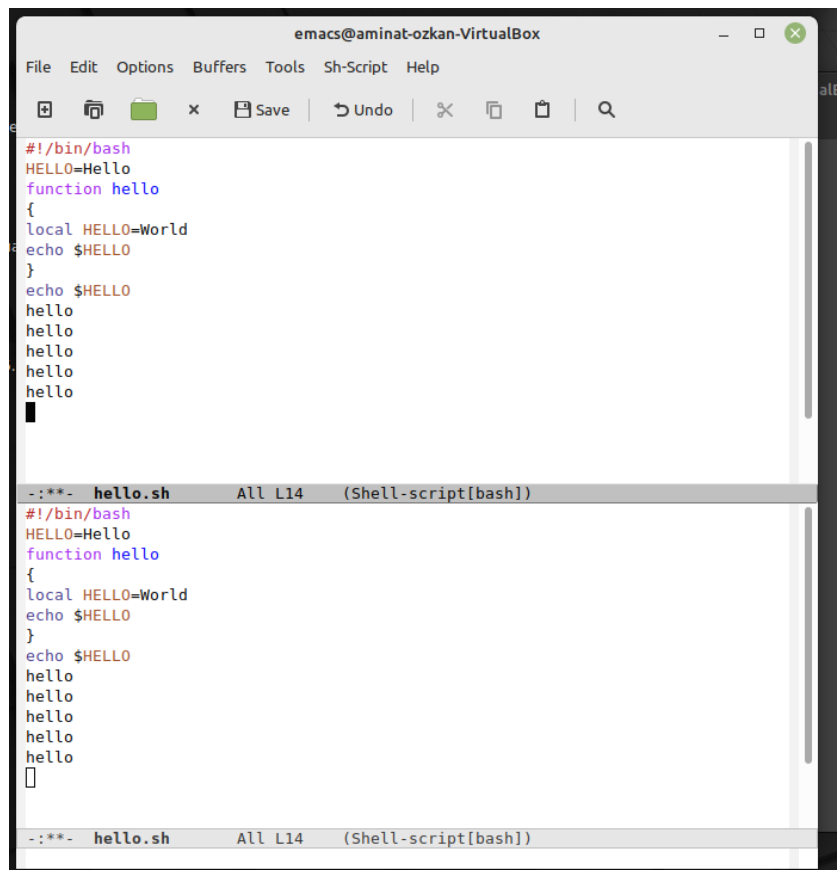 emacs@aminat-ozkan-VirtualBox
File Edit Options Buffers Tools Sh-Script Help
Save Undo
#!/bin/bash
HELLO=Hello
function hello
{
local HELLO=World
echo $HELLO
}
echo $HELLO
hello
hello
hello
hello
hello
-:**- hello.sh All L14 (Shell-script[bash])
#!/bin/bash
HELLO=Hello
function hello
{
local HELLO=World
echo $HELLO
}
echo $HELLO
hello
hello
hello
hello
hello
-:**- hello.sh All L14 (Shell-script[bash])